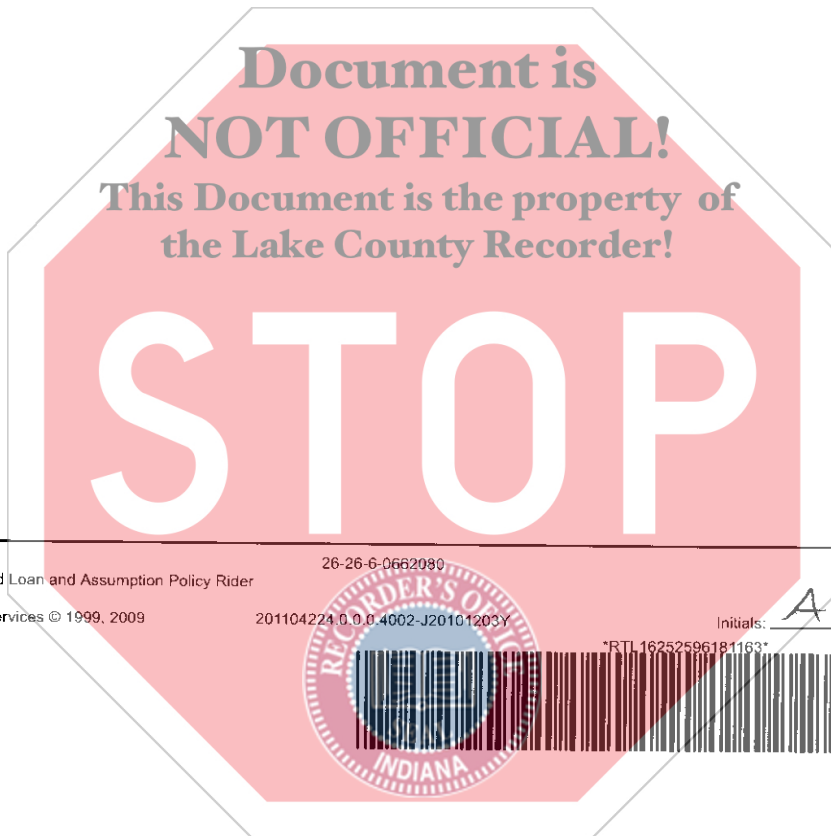 Document is
NOT OFFICIAL!
This Document is the property of
the Lake County Recorder!
STOP
26-26-6-0662080
Loan and Assumption Policy Rider
© 1999, 2009
201104224.0.0.0.4002-J20101203Y
Initials: A
*RTL16252596181163*
RECORDER'S OFFICE
SEAL
INDIANA